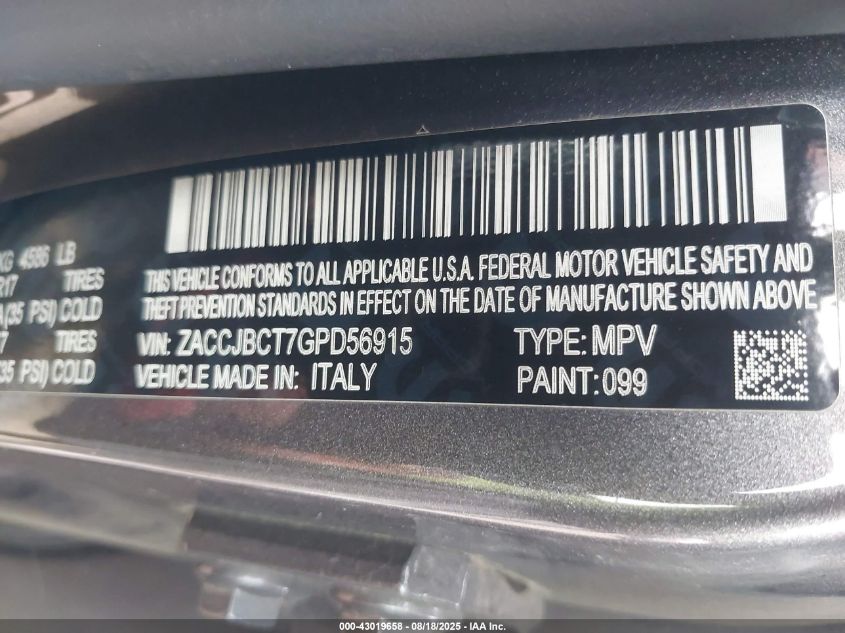 KG 4586 LB
R17 TIRES
(35 PSI) COLD
7 TIRES
(35 PSI) COLD
THIS VEHICLE CONFORMS TO ALL APPLICABLE U.S.A. FEDERAL MOTOR VEHICLE SAFETY AND
THEFT PREVENTION STANDARDS IN EFFECT ON THE DATE OF MANUFACTURE SHOWN ABOVE
VIN: ZACCJBCT7GPD56915 TYPE: MPV
VEHICLE MADE IN: ITALY PAINT: 099
000-43019658 - 08/18/2025 - IAA Inc.